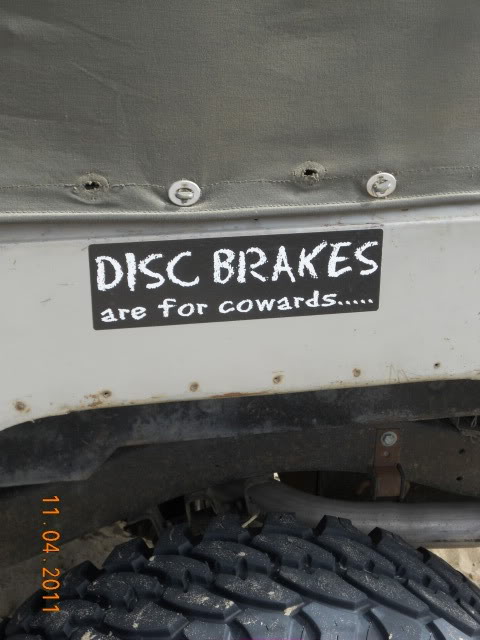 DISC BRAKES
are for cowards.....
11.04.2011